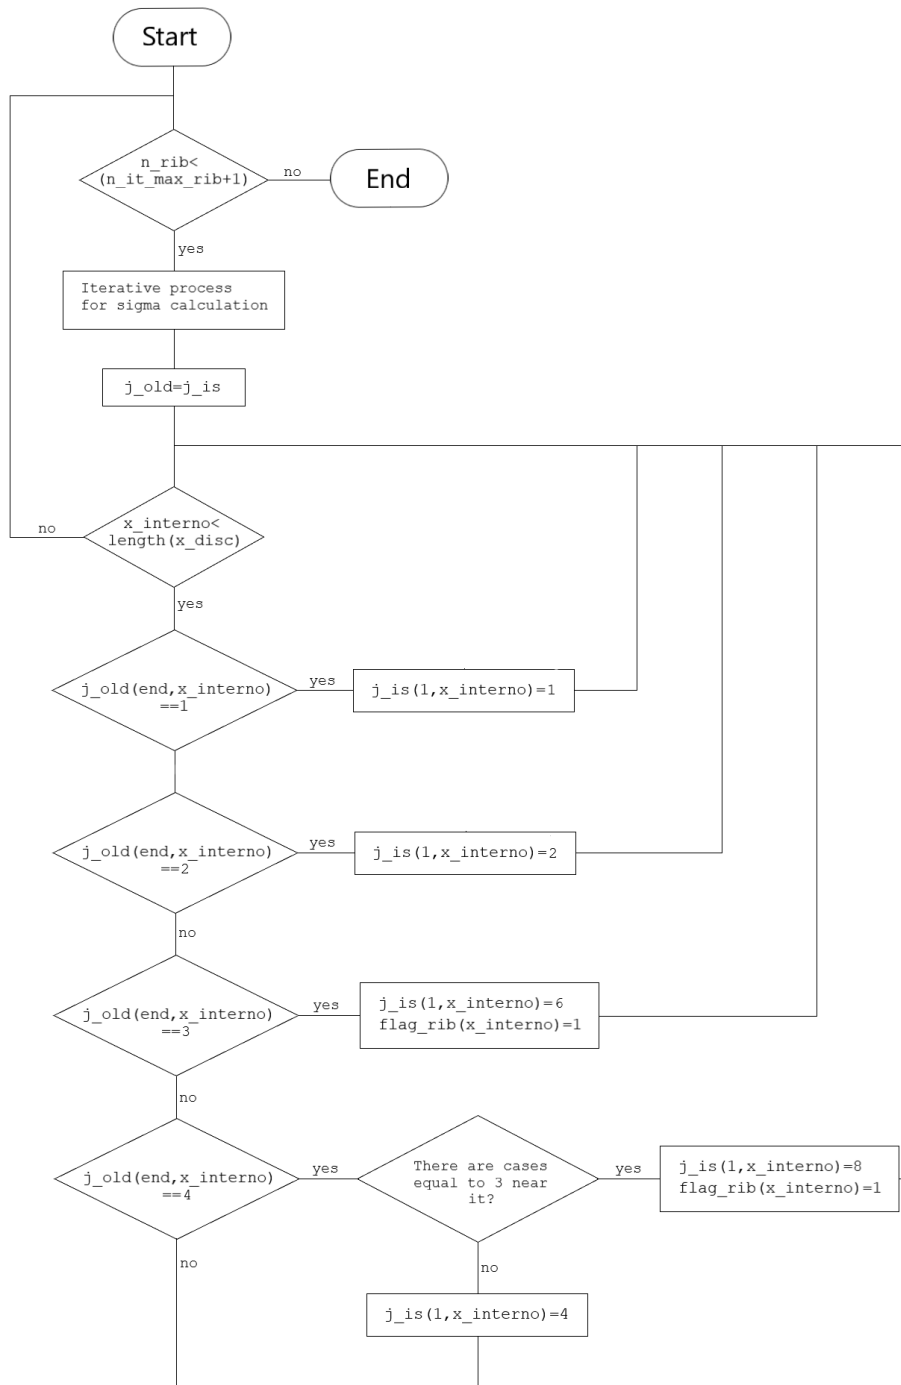 Start
n_rib<
(n_it_max_rib+1)
no
End
yes
Iterative process
for sigma calculation
j_old=j_is
x_interno<
length(x_disc)
no
yes
j_old(end,x_interno)
==1
yes
j_is(1,x_interno)=1
j_old(end,x_interno)
==2
yes
j_is(1,x_interno)=2
no
j_old(end,x_interno)
==3
yes
j_is(1,x_interno)=6
flag_rib(x_interno)=1
no
j_old(end,x_interno)
==4
yes
There are cases
equal to 3 near
it?
yes
j_is(1,x_interno)=8
flag_rib(x_interno)=1
no
no
j_is(1,x_interno)=4